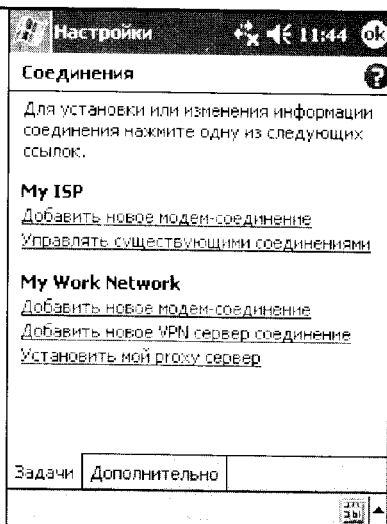 Настройки 11:44 ok
Соединения
Для установки или изменения информации
соединения нажмите одну из следующих
ссылок.
My ISP
Добавить новое модем-соединение
Управлять существующими соединениями
My Work Network
Добавить новое модем-соединение
Добавить новое VPN сервер соединение
Установить мой proxy сервер
Задачи Дополнительно